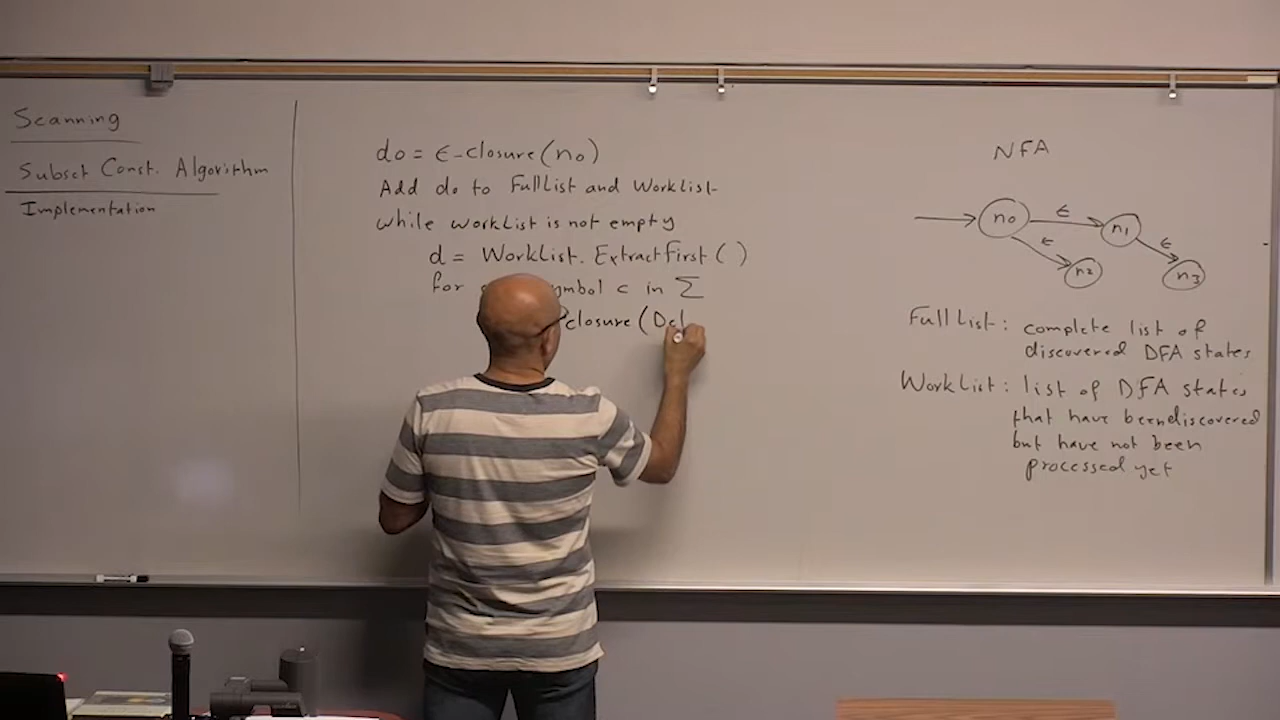 Scanning
Subset Const. Algorithm
Implementation
d0 = ϵ-closure(n0)
Add d0 to FullList and WorkList
while WorkList is not empty
d = WorkList.ExtractFirst()
for symbol c in Σ
closure(
NFA
n0
ϵ
n1
ϵ
ϵ
n2
n3
FullList: complete list of
discovered DFA states
WorkList: list of DFA states
that have been discovered
but have not been
processed yet